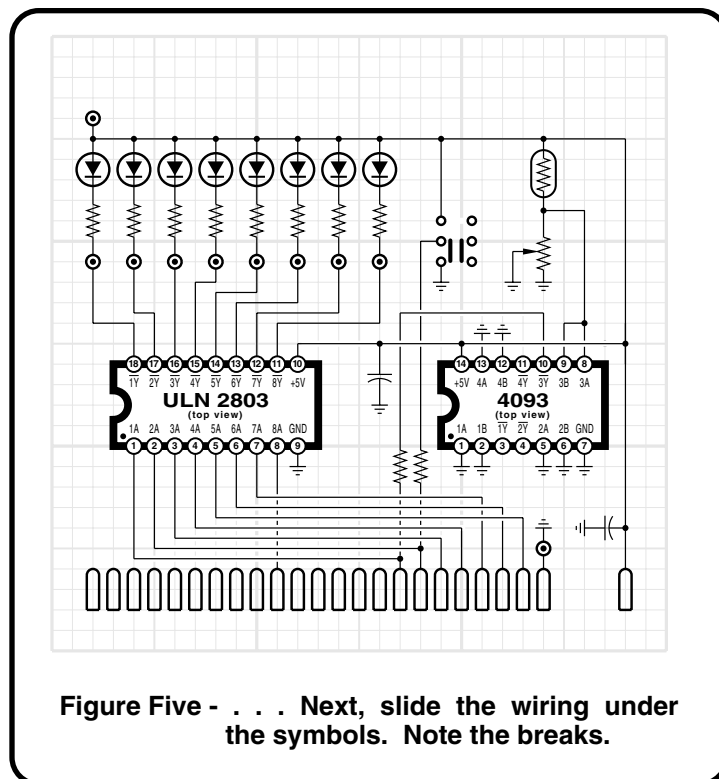 18 17 16 15 14 13 12 11 10
1Y 2Y 3Y 4Y 5Y 6Y 7Y 8Y +5V
ULN 2803
(top view)
1A 2A 3A 4A 5A 6A 7A 8A GND
1 2 3 4 5 6 7 8 9
14 13 12 11 10 9 8
+5V 4A 4B 4Y 3Y 3B 3A
4093
(top view)
1A 1B 1Y 2Y 2A 2B GND
1 2 3 4 5 6 7
Figure Five - . . . Next, slide the wiring under
the symbols. Note the breaks.